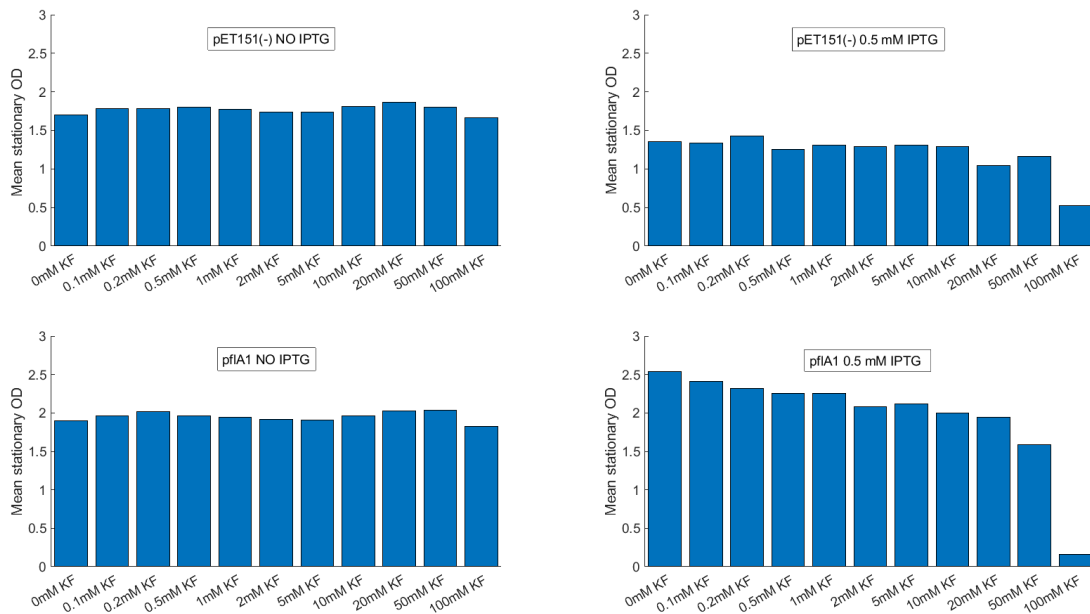 pET151(-) NO IPTG
Mean stationary OD
3
2.5
2
1.5
1
0.5
0
0mM KF
0.1mM KF
0.2mM KF
0.5mM KF
1mM KF
2mM KF
5mM KF
10mM KF
20mM KF
50mM KF
100mM KF
pET151(-) 0.5 mM IPTG
Mean stationary OD
3
2.5
2
1.5
1
0.5
0
0mM KF
0.1mM KF
0.2mM KF
0.5mM KF
1mM KF
2mM KF
5mM KF
10mM KF
20mM KF
50mM KF
100mM KF
pflA1 NO IPTG
Mean stationary OD
3
2.5
2
1.5
1
0.5
0
0mM KF
0.1mM KF
0.2mM KF
0.5mM KF
1mM KF
2mM KF
5mM KF
10mM KF
20mM KF
50mM KF
100mM KF
pflA1 0.5 mM IPTG
Mean stationary OD
3
2.5
2
1.5
1
0.5
0
0mM KF
0.1mM KF
0.2mM KF
0.5mM KF
1mM KF
2mM KF
5mM KF
10mM KF
20mM KF
50mM KF
100mM KF